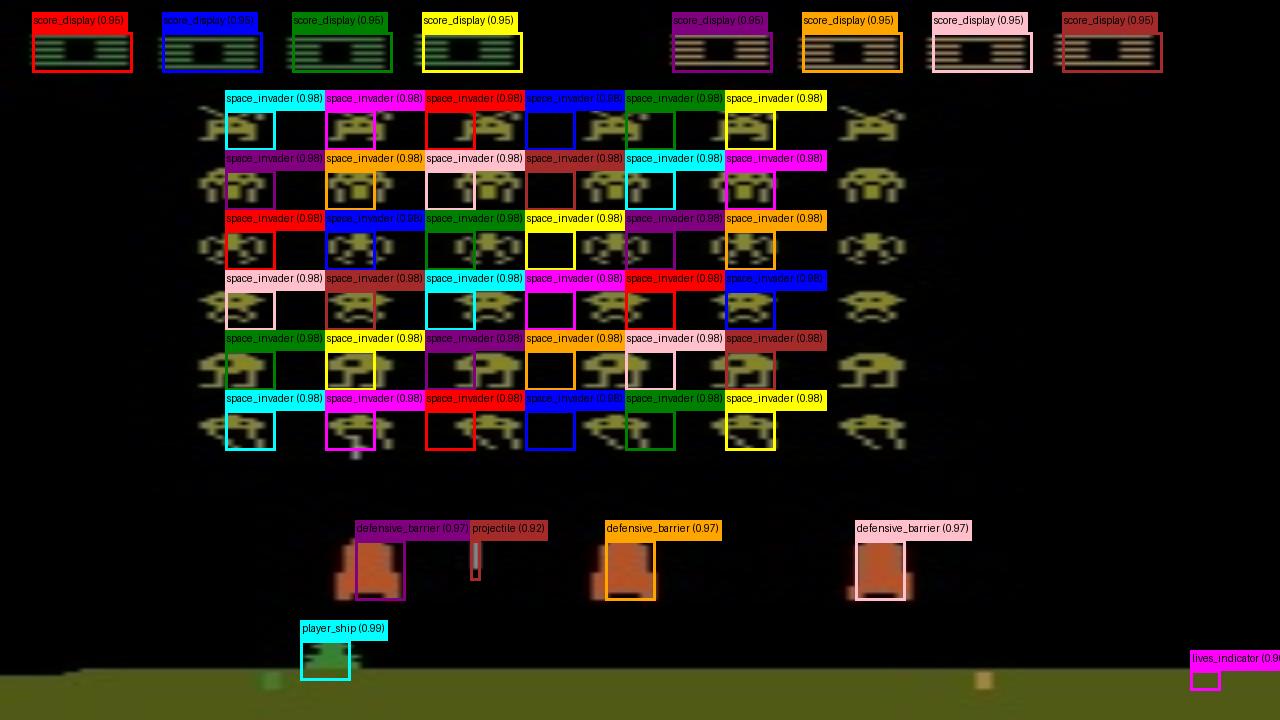 score_display (0.95) score_display (0.95) score_display (0.95) score_display (0.95) score_display (0.95) score_display (0.95) score_display (0.95) score_display (0.95)
space_invader (0.98) space_invader (0.98) space_invader (0.98) space_invader (0.98) space_invader (0.98) space_invader (0.98)
space_invader (0.98) space_invader (0.98) space_invader (0.98) space_invader (0.98) space_invader (0.98) space_invader (0.98)
space_invader (0.98) space_invader (0.98) space_invader (0.98) space_invader (0.98) space_invader (0.98) space_invader (0.98)
space_invader (0.98) space_invader (0.98) space_invader (0.98) space_invader (0.98) space_invader (0.98) space_invader (0.98)
space_invader (0.98) space_invader (0.98) space_invader (0.98) space_invader (0.98) space_invader (0.98) space_invader (0.98)
space_invader (0.98) space_invader (0.98) space_invader (0.98) space_invader (0.98) space_invader (0.98) space_invader (0.98)
defensive_barrier (0.97) projectile (0.92) defensive_barrier (0.97) defensive_barrier (0.97)
player_ship (0.99)
lives_indicator